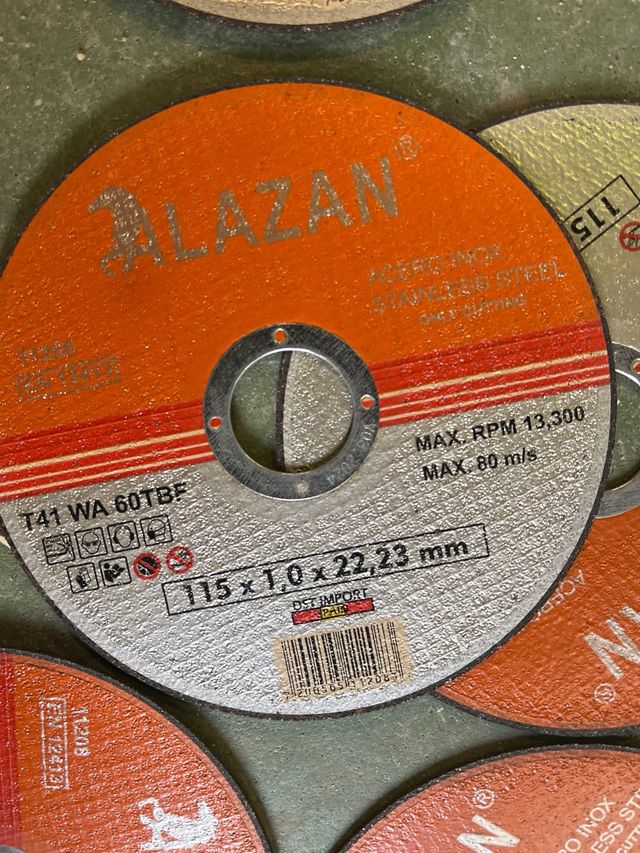 ALAZAN®
ACERO INOX
STAINLESS STEEL
ONLY CUTTING
11208
EN 12413
MAX. RPM 13,300
MAX. 80 m/s
T41 WA 60TBF
115 x 1,0 x 22,23 mm
DST IMPORT
SPAIN
115
N®
11208
EN 12413
AL
N®
ACERO INOX